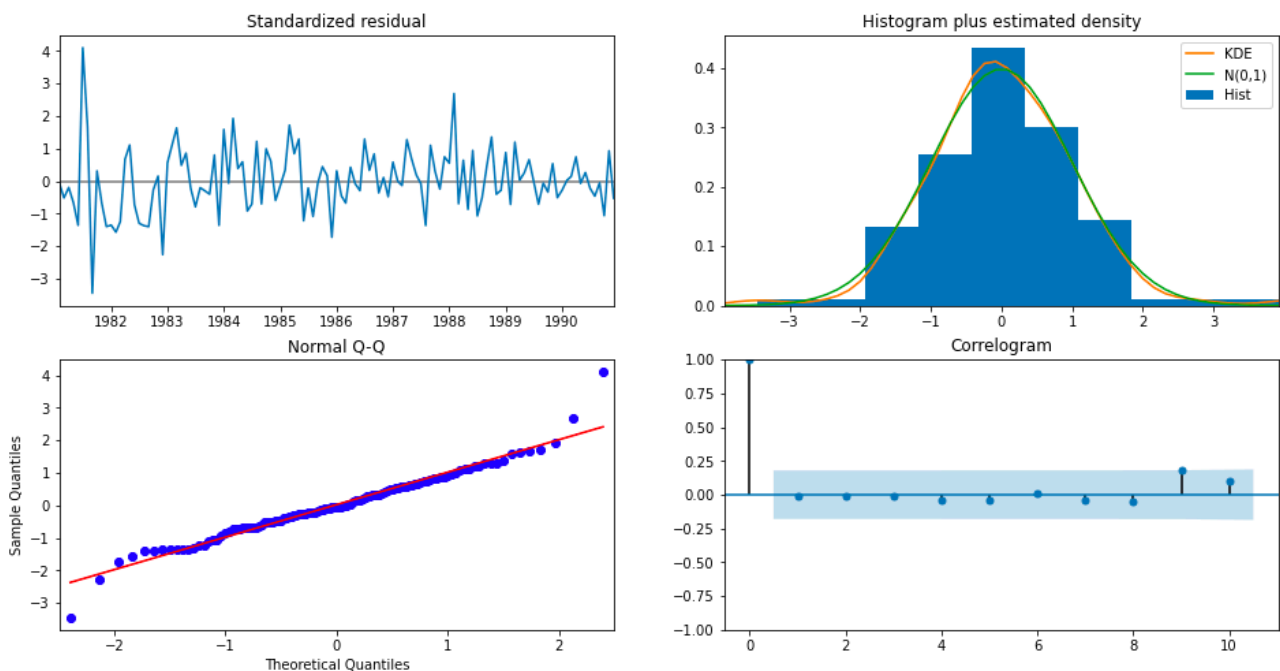 Standardized residual
4
3
2
1
0
−1
−2
−3
1982 1983 1984 1985 1986 1987 1988 1989 1990
Histogram plus estimated density
KDE
N(0,1)
Hist
0.4
0.3
0.2
0.1
0.0
−3 −2 −1 0 1 2 3
Normal Q-Q
Sample Quantiles
4
3
2
1
0
−1
−2
−3
−2 −1 0 1 2
Theoretical Quantiles
Correlogram
1.00
0.75
0.50
0.25
0.00
−0.25
−0.50
−0.75
−1.00
0 2 4 6 8 10